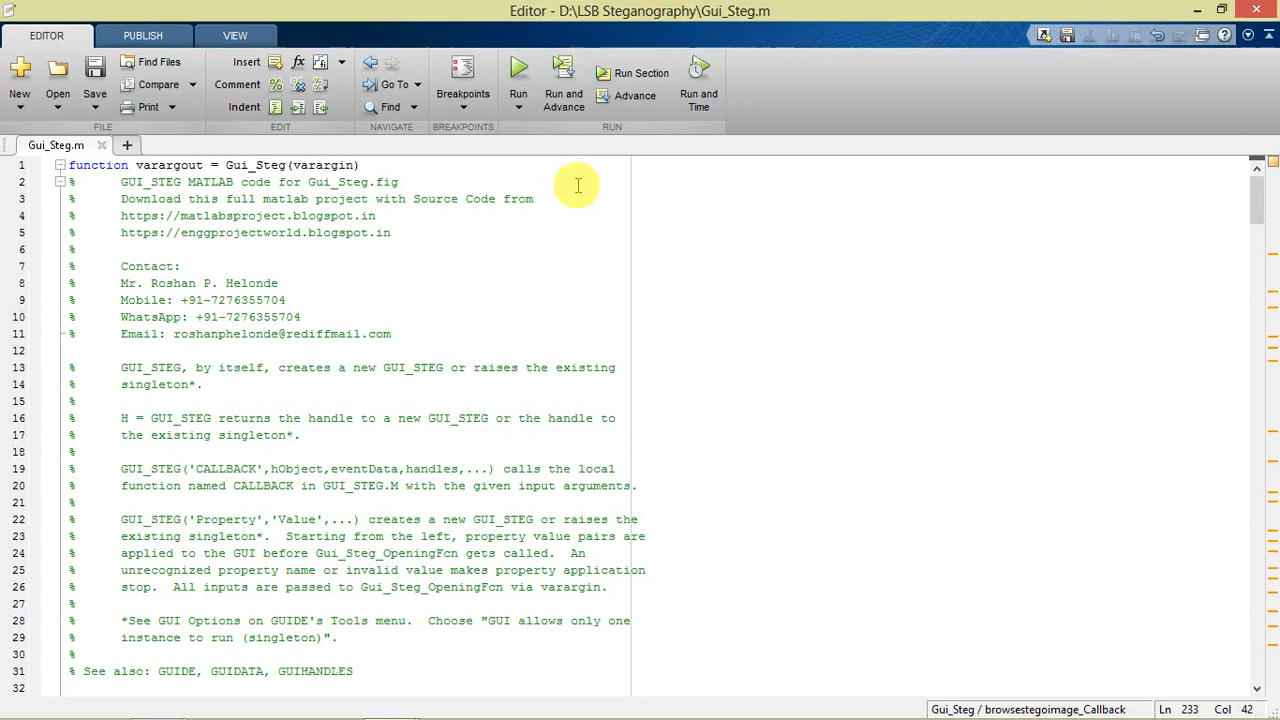 Editor - D:\LSB Steganography\Gui_Steg.m
EDITOR PUBLISH VIEW
New Open Save Find Files Compare Print FILE
Insert Comment Indent EDIT
Go To Find NAVIGATE
Breakpoints BREAKPOINTS
Run Run and Advance Run Section Advance Run and Time RUN
Gui_Steg.m
1 function varargout = Gui_Steg(varargin)
2 % GUI_STEG MATLAB code for Gui_Steg.fig
3 % Download this full matlab project with Source Code from
4 % https://matlabsproject.blogspot.in
5 % https://enggprojectworld.blogspot.in
6 %
7 % Contact:
8 % Mr. Roshan P. Helonde
9 % Mobile: +91-7276355704
10 % WhatsApp: +91-7276355704
11 % Email: roshanphelonde@rediffmail.com
12
13 % GUI_STEG, by itself, creates a new GUI_STEG or raises the existing
14 % singleton*.
15 %
16 % H = GUI_STEG returns the handle to a new GUI_STEG or the handle to
17 % the existing singleton*.
18 %
19 % GUI_STEG('CALLBACK',hObject,eventData,handles,...) calls the local
20 % function named CALLBACK in GUI_STEG.M with the given input arguments.
21 %
22 % GUI_STEG('Property','Value',...) creates a new GUI_STEG or raises the
23 % existing singleton*.  Starting from the left, property value pairs are
24 % applied to the GUI before Gui_Steg_OpeningFcn gets called.  An
25 % unrecognized property name or invalid value makes property application
26 % stop.  All inputs are passed to Gui_Steg_OpeningFcn via varargin.
27 %
28 % *See GUI Options on GUIDE's Tools menu.  Choose "GUI allows only one
29 % instance to run (singleton)".
30 %
31 % See also: GUIDE, GUIDATA, GUIHANDLES
32
Gui_Steg / browsestegoimage_Callback Ln 233 Col 42